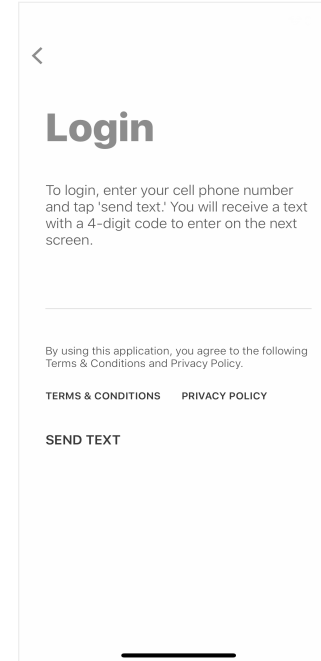 Login
To login, enter your cell phone number
and tap 'send text.' You will receive a text
with a 4-digit code to enter on the next
screen.
By using this application, you agree to the following
Terms & Conditions and Privacy Policy.
TERMS & CONDITIONS PRIVACY POLICY
SEND TEXT